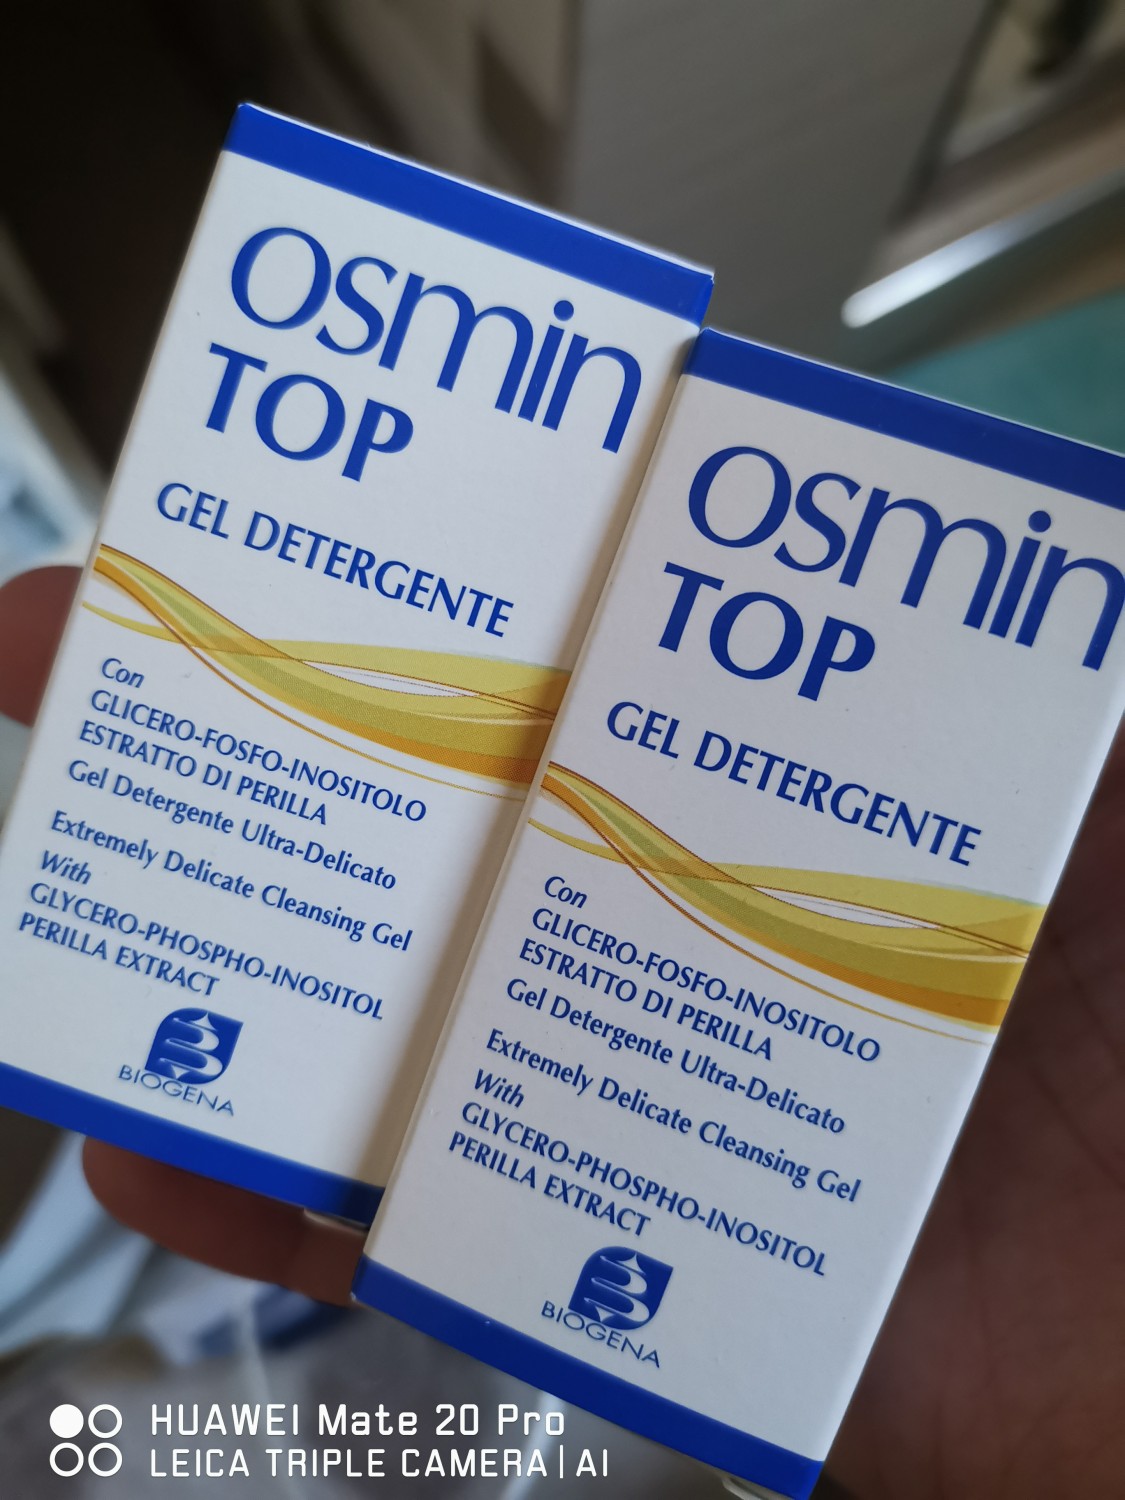 Osmin
TOP
GEL DETERGENTE
Con
GLICERO-FOSFO-INOSITOLO
ESTRATTO DI PERILLA
Gel Detergente Ultra-Delicato
Extremely Delicate Cleansing Gel
With
GLYCERO-PHOSPHO-INOSITOL
PERILLA EXTRACT
BIOGENA
Osmin
TOP
GEL DETERGENTE
Con
GLICERO-FOSFO-INOSITOLO
ESTRATTO DI PERILLA
Gel Detergente Ultra-Delicato
Extremely Delicate Cleansing Gel
With
GLYCERO-PHOSPHO-INOSITOL
PERILLA EXTRACT
BIOGENA
HUAWEI Mate 20 Pro
LEICA TRIPLE CAMERA | AI